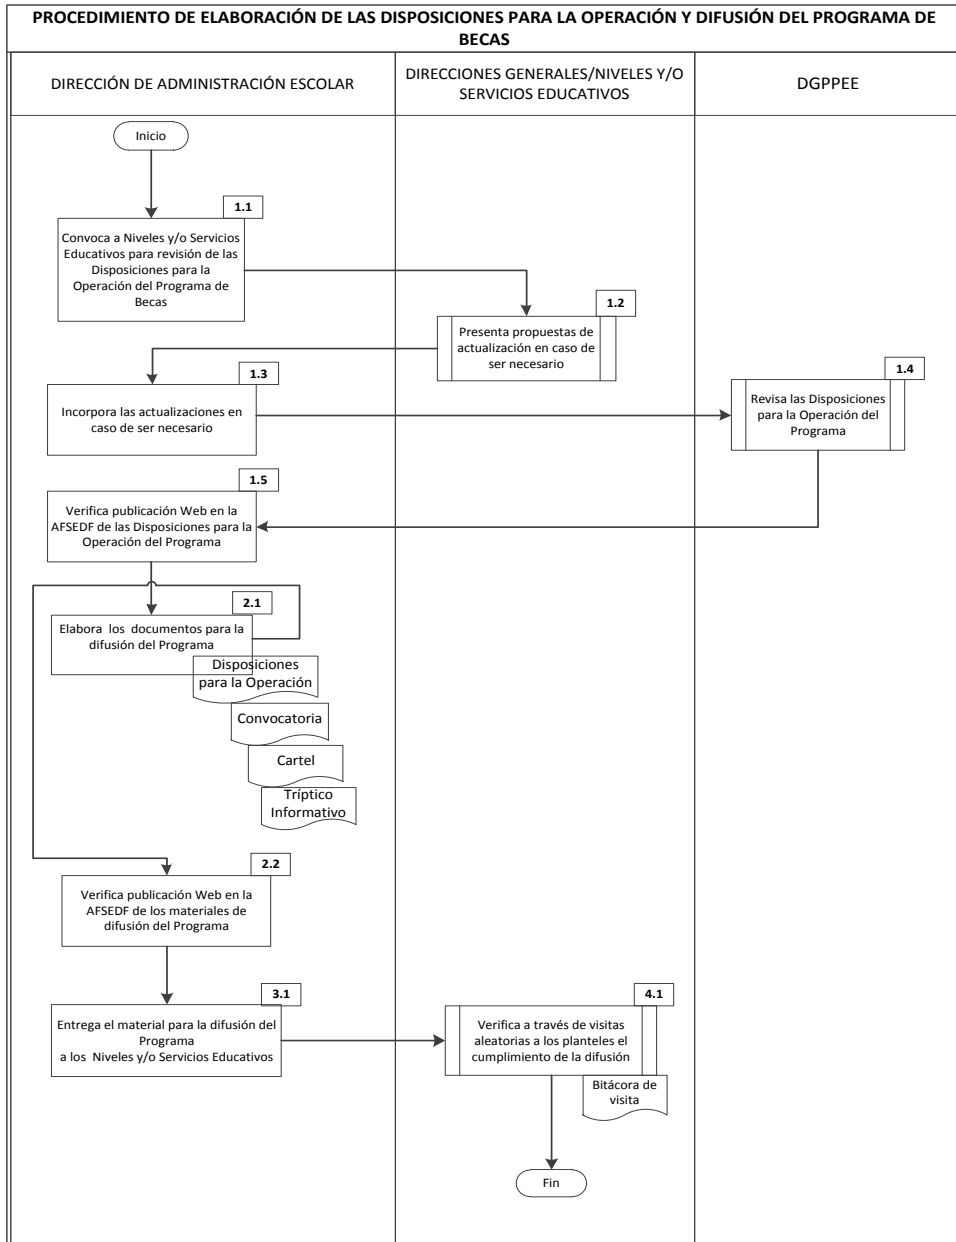 PROCEDIMIENTO DE ELABORACIÓN DE LAS DISPOSICIONES PARA LA OPERACIÓN Y DIFUSIÓN DEL PROGRAMA DE
BECAS
DIRECCIÓN DE ADMINISTRACIÓN ESCOLAR
DIRECCIONES GENERALES/NIVELES Y/O
SERVICIOS EDUCATIVOS
DGPPEE
Inicio
1.1
Convoca a Niveles y/o Servicios
Educativos para revisión de las
Disposiciones para la
Operación del Programa de
Becas
1.2
Presenta propuestas de
actualización en caso de
ser necesario
1.3
Incorpora las actualizaciones en
caso de ser necesario
1.4
Revisa las Disposiciones
para la Operación del
Programa
1.5
Verifica publicación Web en la
AFSEDF de las Disposiciones para la
Operación del Programa
2.1
Elabora los documentos para la
difusión del Programa
Disposiciones
para la Operación
Convocatoria
Cartel
Tríptico
Informativo
2.2
Verifica publicación Web en la
AFSEDF de los materiales de
difusión del Programa
3.1
Entrega el material para la difusión del
Programa
a los Niveles y/o Servicios Educativos
4.1
Verifica a través de visitas
aleatorias a los planteles el
cumplimiento de la difusión
Bitácora de
visita
Fin